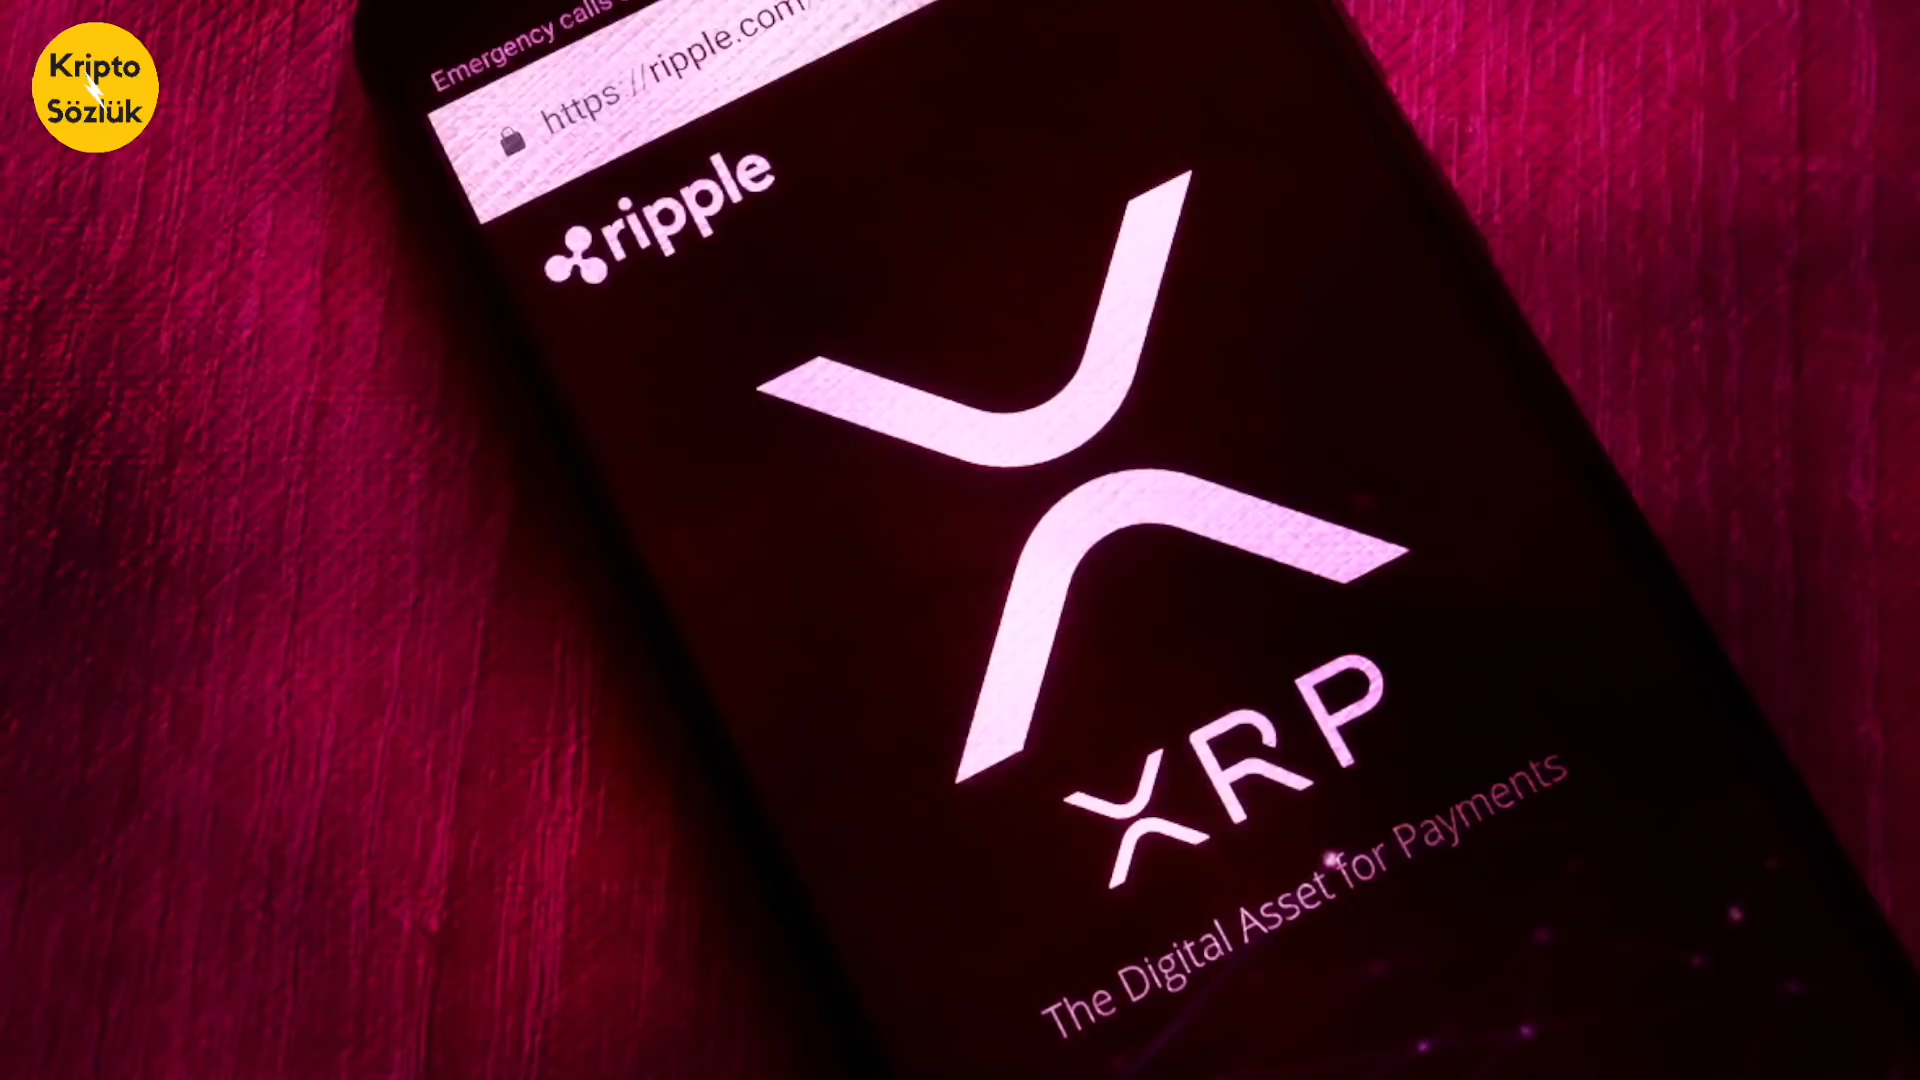 Kripto
Sözlük
Emergency calls
https://ripple.com/
ripple
XRP
The Digital Asset for Payments